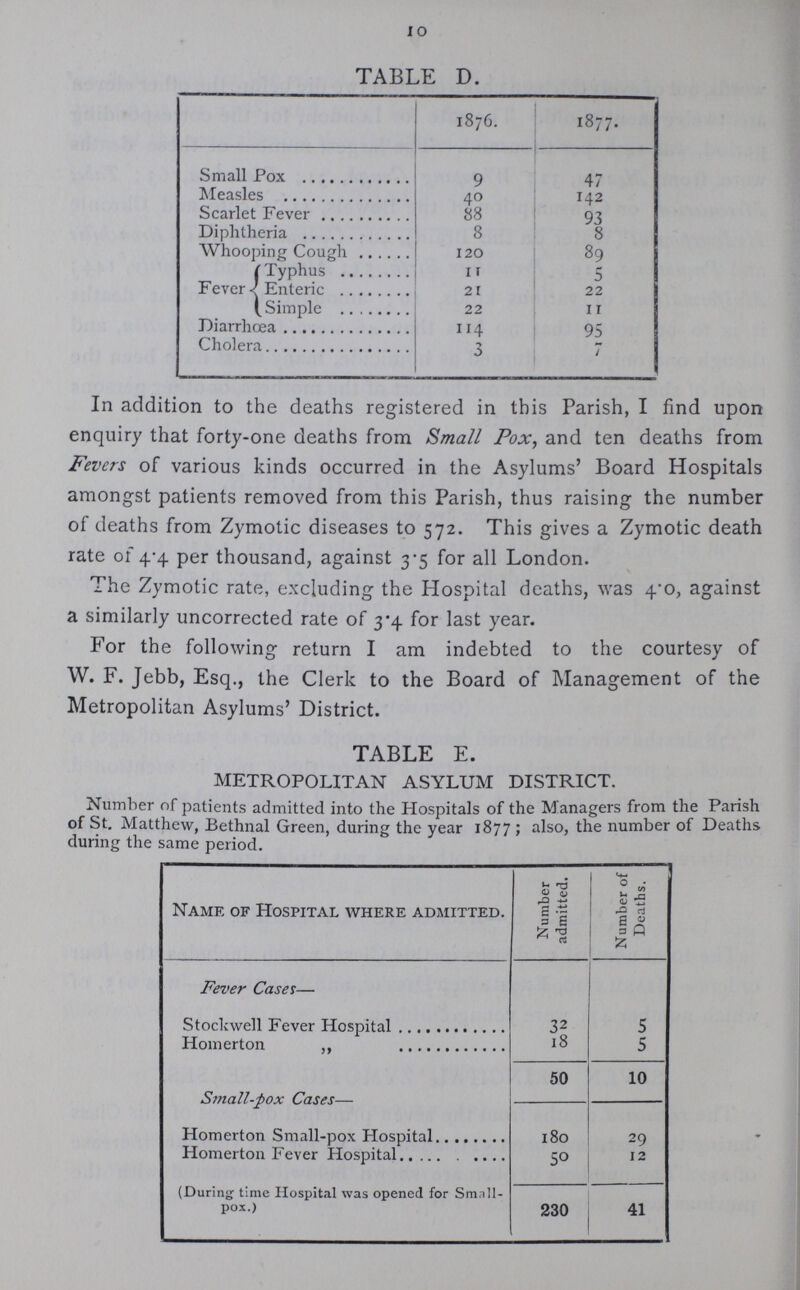 10
TABLE D.
1876. 1877.
Small Pox ............ 9 47
Measles .............. 40 142
Scarlet Fever .......... 88 93
Diphtheria ............ 8 8
Whooping Cough ...... 120 89
Typhus ........ 11 5
Fever { Enteric ........ 21 22
Simple ........ 22 11
Diarrhœa .............. 114 95
Cholera ................ 3 7
In addition to the deaths registered in this Parish, I find upon
enquiry that forty-one deaths from Small Pox, and ten deaths from
Fevers of various kinds occurred in the Asylums' Board Hospitals
amongst patients removed from this Parish, thus raising the number
of deaths from Zymotic diseases to 572. This gives a Zymotic death
rate of 4·4 per thousand, against 3·5 for all London.
The Zymotic rate, excluding the Hospital deaths, was 4·0, against
a similarly uncorrected rate of 3·4 for last year.
For the following return I am indebted to the courtesy of
W. F. Jebb, Esq., the Clerk to the Board of Management of the
Metropolitan Asylums' District.
TABLE E.
METROPOLITAN ASYLUM DISTRICT.
Number of patients admitted into the Hospitals of the Managers from the Parish
of St. Matthew, Bethnal Green, during the year 1877; also, the number of Deaths
during the same period.
NAME OF HOSPITAL WHERE ADMITTED. Number admitted. Number of Deaths.
Fever Cases—
Stockwell Fever Hospital ............ 32 5
Homerton ,, ............ 18 5
50 10
Small-pox Cases—
Homerton Small-pox Hospital ........ 180 29
Homerton Fever Hospital ..... . .... 50 12
(During time Hospital was opened for Small-
pox.) 230 41